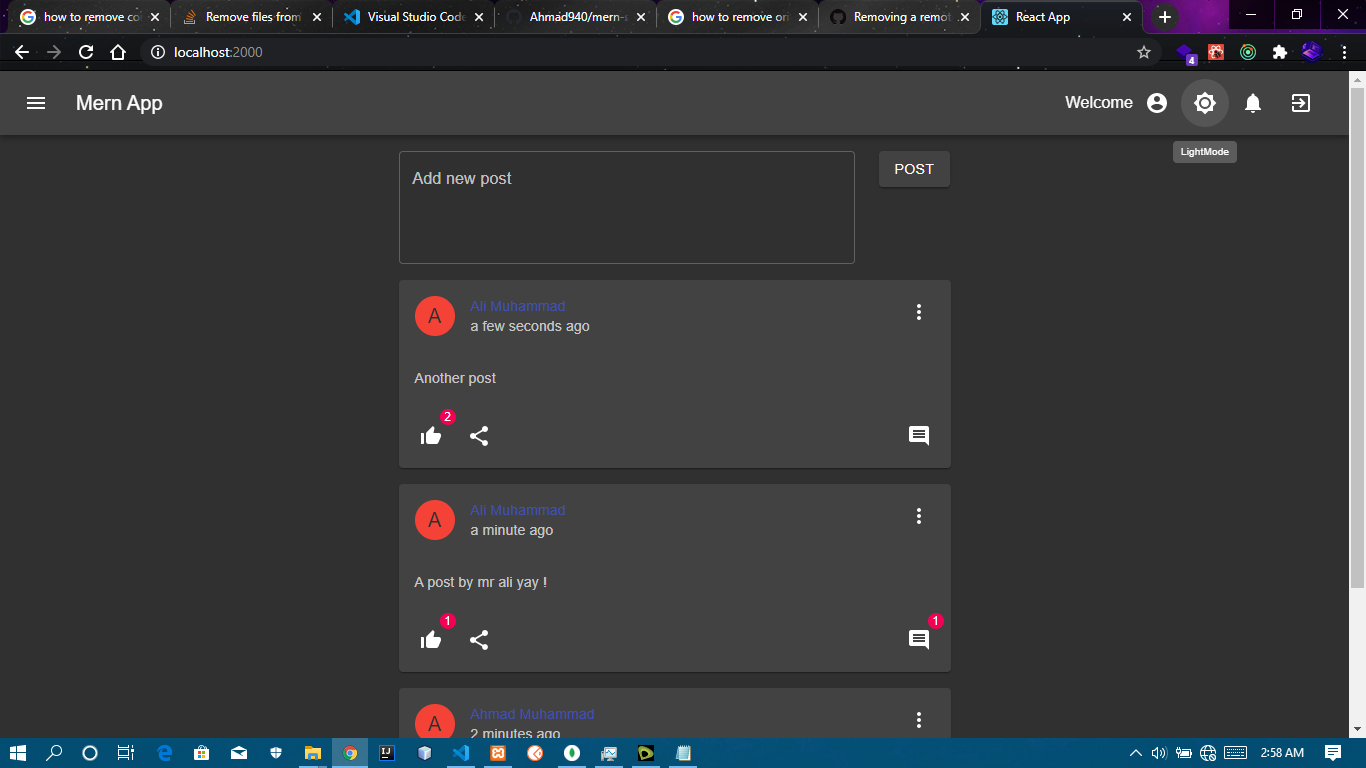 how to remove co
Remove files from
Visual Studio Code
Ahmad940/mern-
how to remove on
Removing a remot
React App
localhost:2000
4
Mern App
Welcome
LightMode
Add new post
POST
A
Ali Muhammad
a few seconds ago
Another post
2
A
Ali Muhammad
a minute ago
A post by mr ali yay !
1
1
A
Ahmad Muhammad
2 minutes ago
2:58 AM